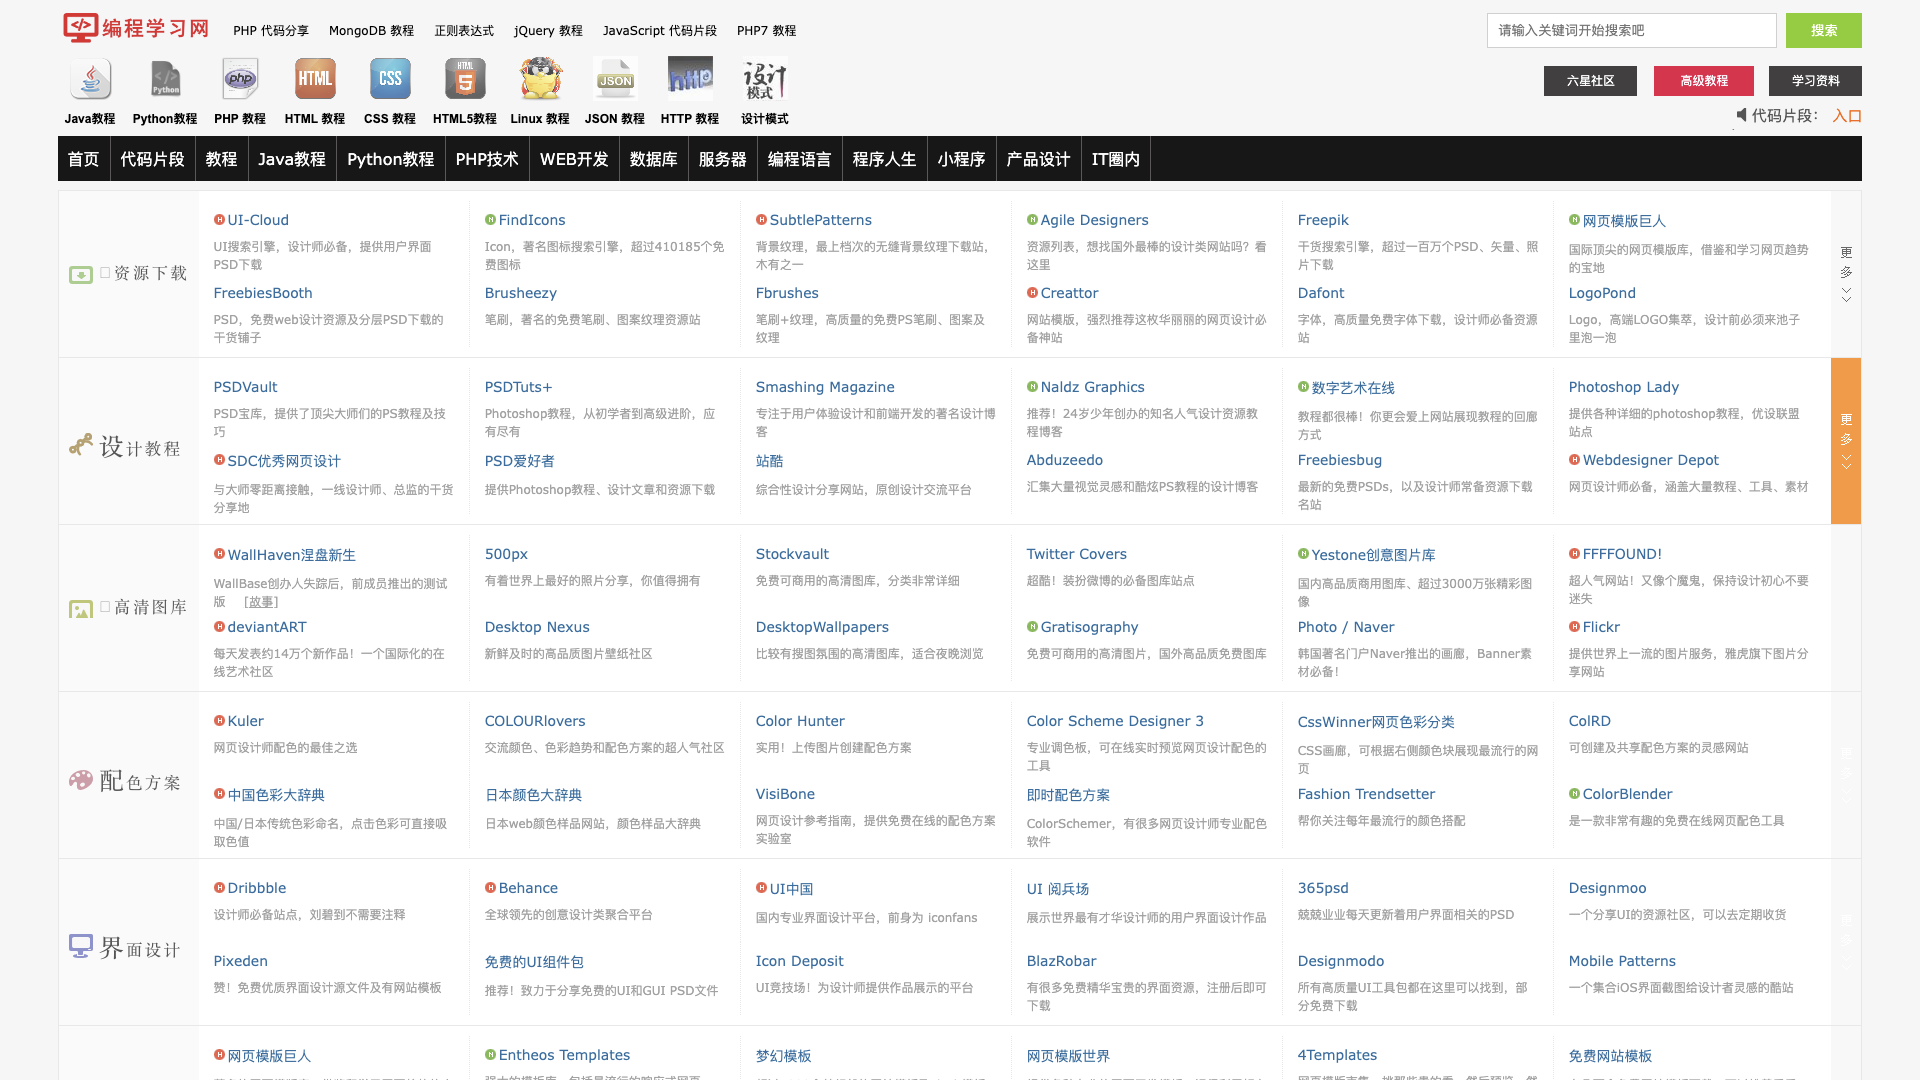 编程学习网
PHP 代码分享 MongoDB 教程 正则表达式 jQuery 教程 JavaScript 代码片段 PHP7 教程
请输入关键词开始搜索吧 搜索
六星社区 高级教程 学习资料
Java教程 Python教程 PHP 教程 HTML 教程 CSS 教程 HTML5教程 Linux 教程 JSON 教程 HTTP 教程 设计模式
代码片段： 入口
首页 代码片段 教程 Java教程 Python教程 PHP技术 WEB开发 数据库 服务器 编程语言 程序人生 小程序 产品设计 IT圈内
资源下载
UI-Cloud
UI搜索引擎，设计师必备，提供用户界面
PSD下载
FindIcons
Icon，著名图标搜索引擎，超过410185个免
费图标
SubtlePatterns
背景纹理，最上档次的无缝背景纹理下载站，
木有之一
Agile Designers
资源列表，想找国外最棒的设计类网站吗？看
这里
Freepik
干货搜索引擎，超过一百万个PSD、矢量、照
片下载
网页模版巨人
国际顶尖的网页模版库，借鉴和学习网页趋势
的宝地
FreebiesBooth
PSD，免费web设计资源及分层PSD下载的
干货铺子
Brusheezy
笔刷，著名的免费笔刷、图案纹理资源站
Fbrushes
笔刷+纹理，高质量的免费PS笔刷、图案及
纹理
Creattor
网站模版，强烈推荐这枚华丽丽的网页设计必
备神站
Dafont
字体，高质量免费字体下载，设计师必备资源
站
LogoPond
Logo，高端LOGO集萃，设计前必须来池子
里泡一泡
更多
设计教程
PSDVault
PSD宝库，提供了顶尖大师们的PS教程及技
巧
PSDTuts+
Photoshop教程，从初学者到高级进阶，应
有尽有
Smashing Magazine
专注于用户体验设计和前端开发的著名设计博
客
Naldz Graphics
推荐！24岁少年创办的知名人气设计资源教
程博客
数字艺术在线
教程都很棒！你更会爱上网站展现教程的回廊
方式
Photoshop Lady
提供各种详细的photoshop教程，优设联盟
站点
SDC优秀网页设计
与大师零距离接触，一线设计师、总监的干货
分享地
PSD爱好者
提供Photoshop教程、设计文章和资源下载
站酷
综合性设计分享网站，原创设计交流平台
Abduzeedo
汇集大量视觉灵感和酷炫PS教程的设计博客
Freebiesbug
最新的免费PSDs，以及设计师常备资源下载
名站
Webdesigner Depot
网页设计师必备，涵盖大量教程、工具、素材
更多
高清图库
WallHaven涅盘新生
WallBase创办人失踪后，前成员推出的测试
版 [故事]
500px
有着世界上最好的照片分享，你值得拥有
Stockvault
免费可商用的高清图库，分类非常详细
Twitter Covers
超酷！装扮微博的必备图库站点
Yestone创意图片库
国内高品质商用图库、超过3000万张精彩图
像
FFFFOUND!
超人气网站！又像个魔鬼，保持设计初心不要
迷失
deviantART
每天发表约14万个新作品！一个国际化的在
线艺术社区
Desktop Nexus
新鲜及时的高品质图片壁纸社区
DesktopWallpapers
比较有搜图氛围的高清图库，适合夜晚浏览
Gratisography
免费可商用的高清图片，国外高品质免费图库
Photo / Naver
韩国著名门户Naver推出的画廊，Banner素
材必备！
Flickr
提供世界上一流的图片服务，雅虎旗下图片分
享网站
配色方案
Kuler
网页设计师配色的最佳之选
COLOURlovers
交流颜色、色彩趋势和配色方案的超人气社区
Color Hunter
实用！上传图片创建配色方案
Color Scheme Designer 3
专业调色板，可在线实时预览网页设计配色的
工具
CssWinner网页色彩分类
CSS画廊，可根据右侧颜色块展现最流行的网
页
ColRD
可创建及共享配色方案的灵感网站
中国色彩大辞典
中国/日本传统色彩命名，点击色彩可直接吸
取色值
日本颜色大辞典
日本web颜色样品网站，颜色样品大辞典
VisiBone
网页设计参考指南，提供免费在线的配色方案
实验室
即时配色方案
ColorSchemer，有很多网页设计师专业配色
软件
Fashion Trendsetter
帮你关注每年最流行的颜色搭配
ColorBlender
是一款非常有趣的免费在线网页配色工具
界面设计
Dribbble
设计师必备站点，刘碧到不需要注释
Behance
全球领先的创意设计类聚合平台
UI中国
国内专业界面设计平台，前身为 iconfans
UI 阅兵场
展示世界最有才华设计师的用户界面设计作品
365psd
兢兢业业每天更新着用户界面相关的PSD
Designmoo
一个分享UI的资源社区，可以去定期收货
Pixeden
赞！免费优质界面设计源文件及有网站模板
免费的UI组件包
推荐！致力于分享免费的UI和GUI PSD文件
Icon Deposit
UI竞技场！为设计师提供作品展示的平台
BlazRobar
有很多免费精华宝贵的界面资源，注册后即可
下载
Designmodo
所有高质量UI工具包都在这里可以找到，部
分免费下载
Mobile Patterns
一个集合iOS界面截图给设计者灵感的酷站
网页模版巨人
Entheos Templates
梦幻模板
网页模版世界
4Templates
免费网站模板